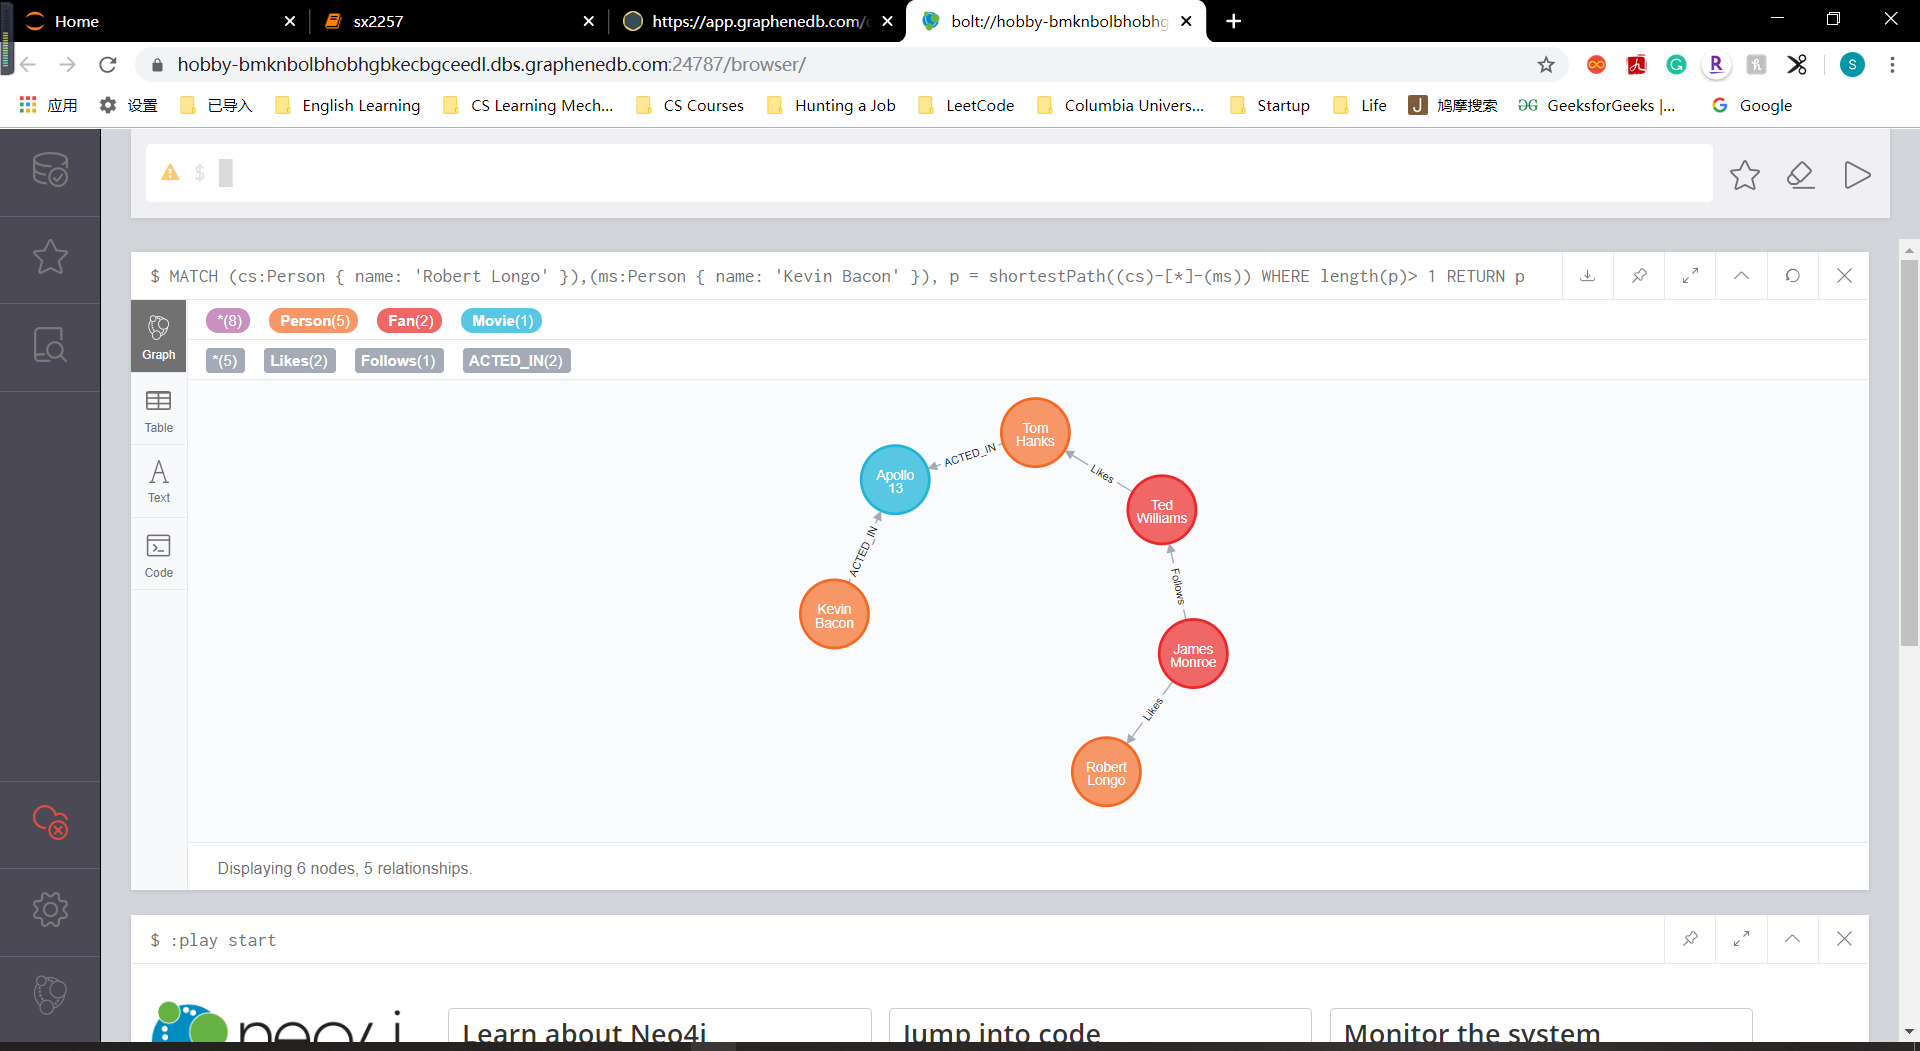 Home
sx2257
https://app.graphenedb.com/
bolt://hobby-bmknbolbhobhg
hobby-bmknbolbhobhgbkecbgceedl.dbs.graphenedb.com:24787/browser/
S
应用
设置
已导入
English Learning
CS Learning Mech...
CS Courses
Hunting a Job
LeetCode
Columbia Univers...
Startup
Life
鸠摩搜索
GeeksforGeeks |...
Google
$
$ MATCH (cs:Person { name: 'Robert Longo' }),(ms:Person { name: 'Kevin Bacon' }), p = shortestPath((cs)-[*]-(ms)) WHERE length(p)> 1 RETURN p
*(8) Person(5) Fan(2) Movie(1)
*(5) Likes(2) Follows(1) ACTED_IN(2)
Graph
Table
Text
Code
Tom
Hanks
ACTED_IN
Apollo
13
Likes
Ted
Williams
ACTED_IN
Follows
Kevin
Bacon
James
Monroe
Likes
Robert
Longo
Displaying 6 nodes, 5 relationships.
$ :play start
neo4j
Learn about Neo4j
Jump into code
Monitor the system